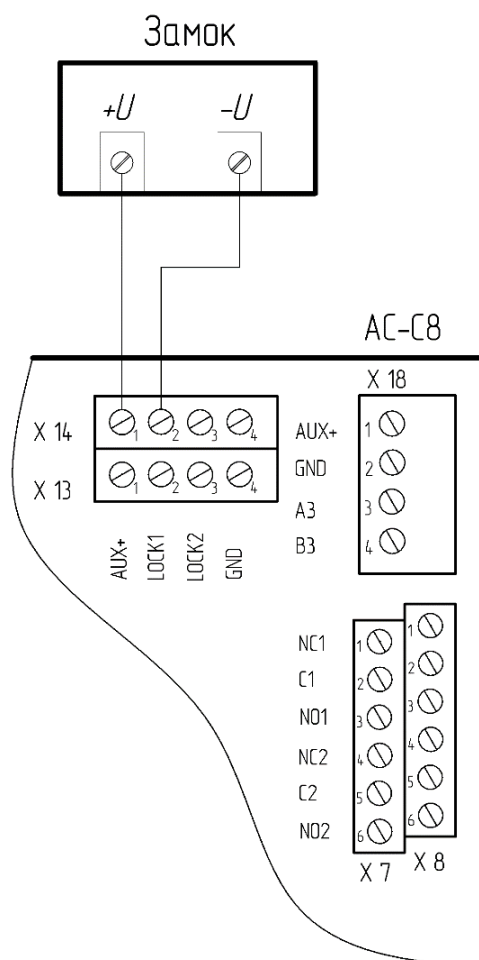 Замок
+U -U
AC-C8
X 18
X 14
1 2 3 4
X 13
1 2 3 4
AUX+
LOCK1
LOCK2
GND
AUX+ 1
GND 2
A3 3
B3 4
NC1 1 1
C1 2 2
NO1 3 3
NC2 4 4
C2 5 5
NO2 6 6
X 7 X 8